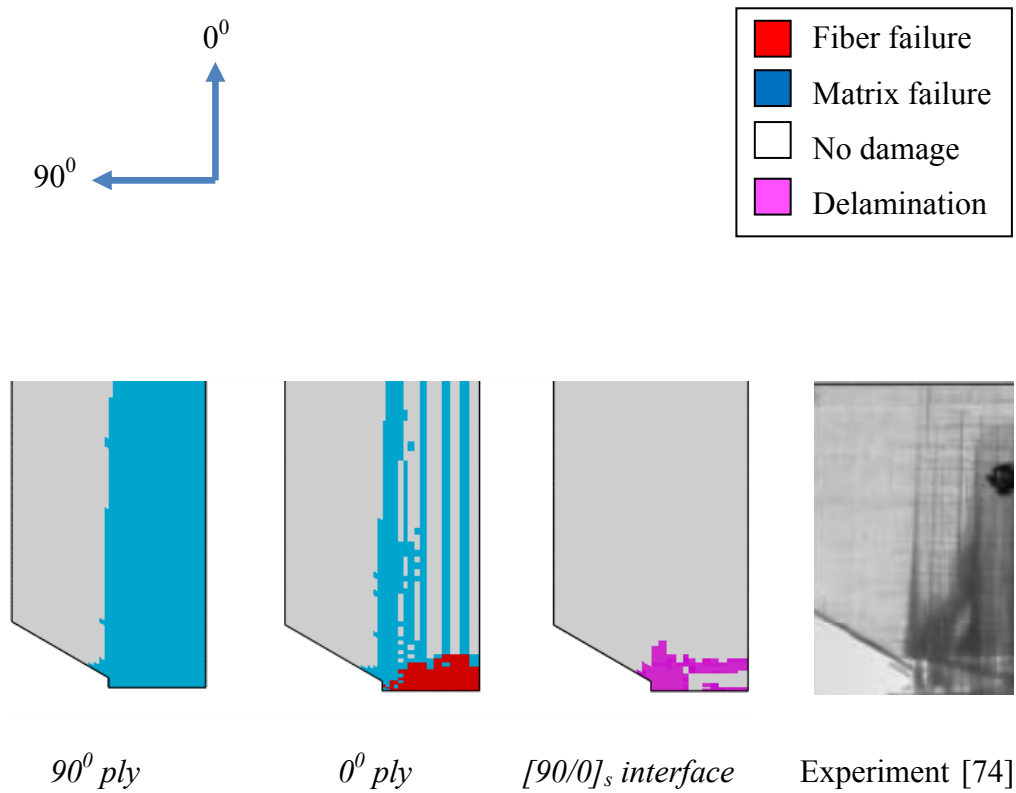 0⁰
90⁰
Fiber failure
Matrix failure
No damage
Delamination
90⁰ ply
0⁰ ply
[90/0]ₛ interface
Experiment [74]